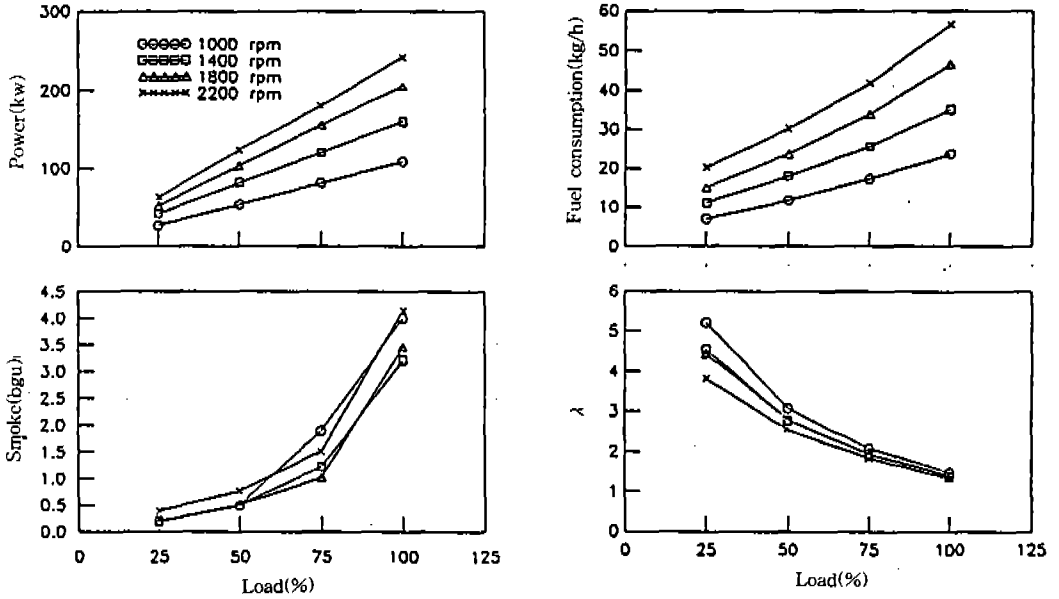 300
200
100
0
Power(kw)
1000 rpm
1400 rpm
1800 rpm
2200 rpm
60
50
40
30
20
10
0
Fuel consumption(kg/h)
4.5
4.0
3.5
3.0
2.5
2.0
1.5
1.0
0.5
0.0
Smoke(bgu)
0 25 50 75 100 125
Load(%)
6
5
4
3
2
1
0
λ
0 25 50 75 100 125
Load(%)